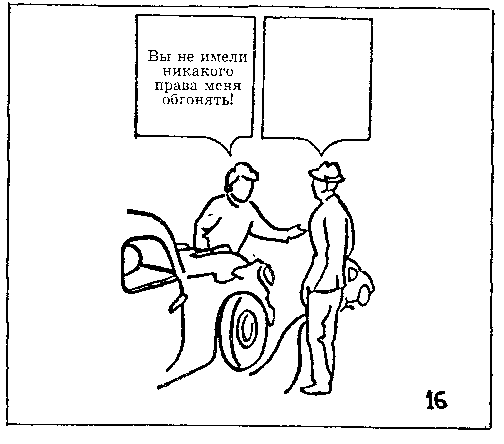 Вы не имели
никакого
права меня
обгонять!
16